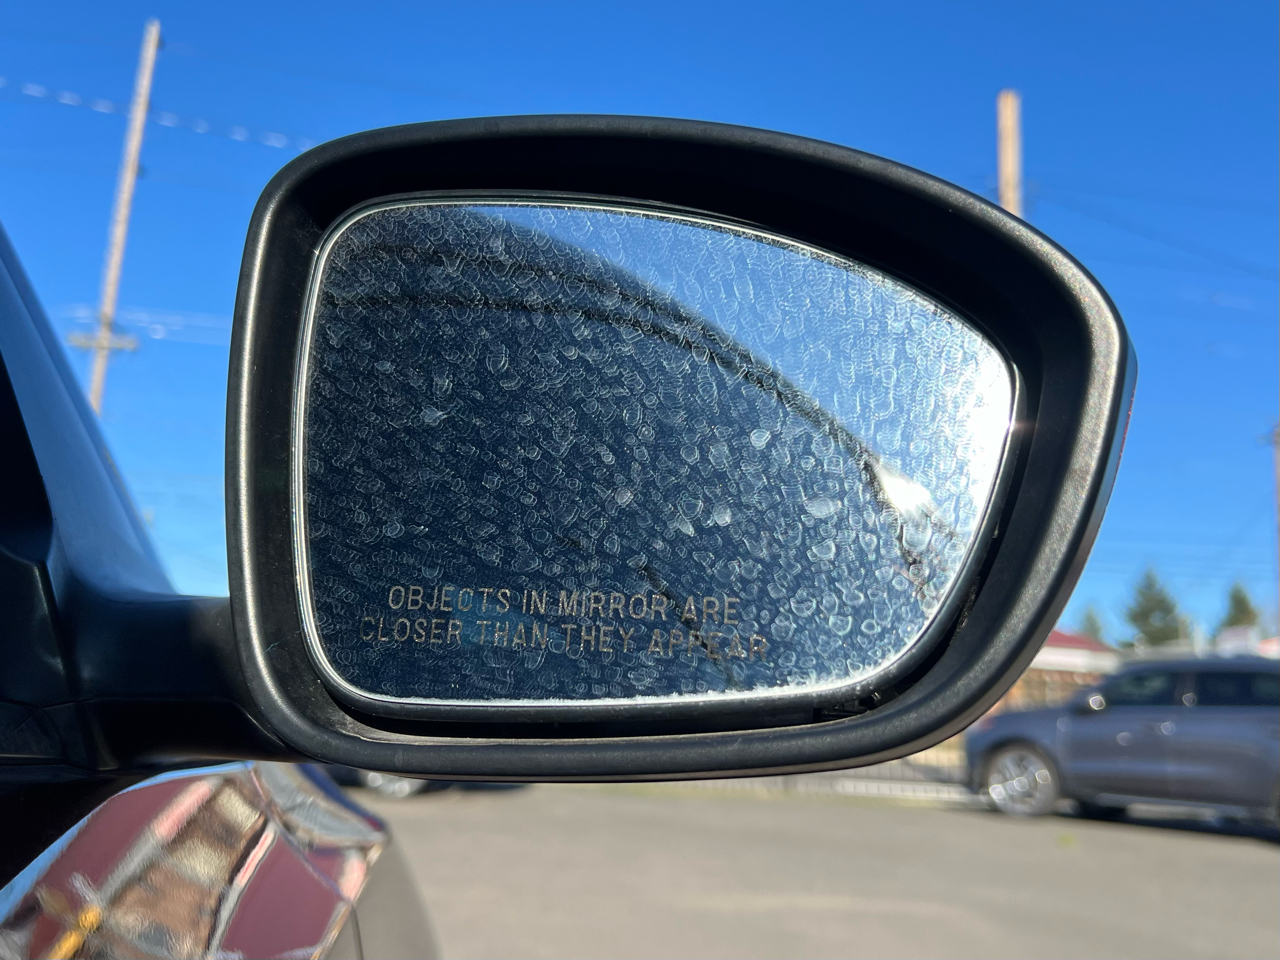 OBJECTS IN MIRROR ARE
CLOSER THAN THEY APPEAR